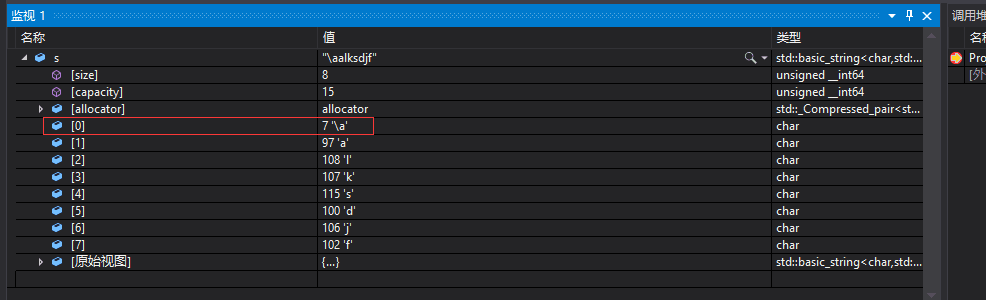 监视 1
调用堆
名称 值 类型
名
s "\aalksdjf" std::basic_string<char,std:...
Pro
[size] 8 unsigned __int64
[外
[capacity] 15 unsigned __int64
[allocator] allocator std::_Compressed_pair<st...
[0] 7 '\a' char
[1] 97 'a' char
[2] 108 'l' char
[3] 107 'k' char
[4] 115 's' char
[5] 100 'd' char
[6] 106 'j' char
[7] 102 'f' char
[原始视图] {...} std::basic_string<char,std:...